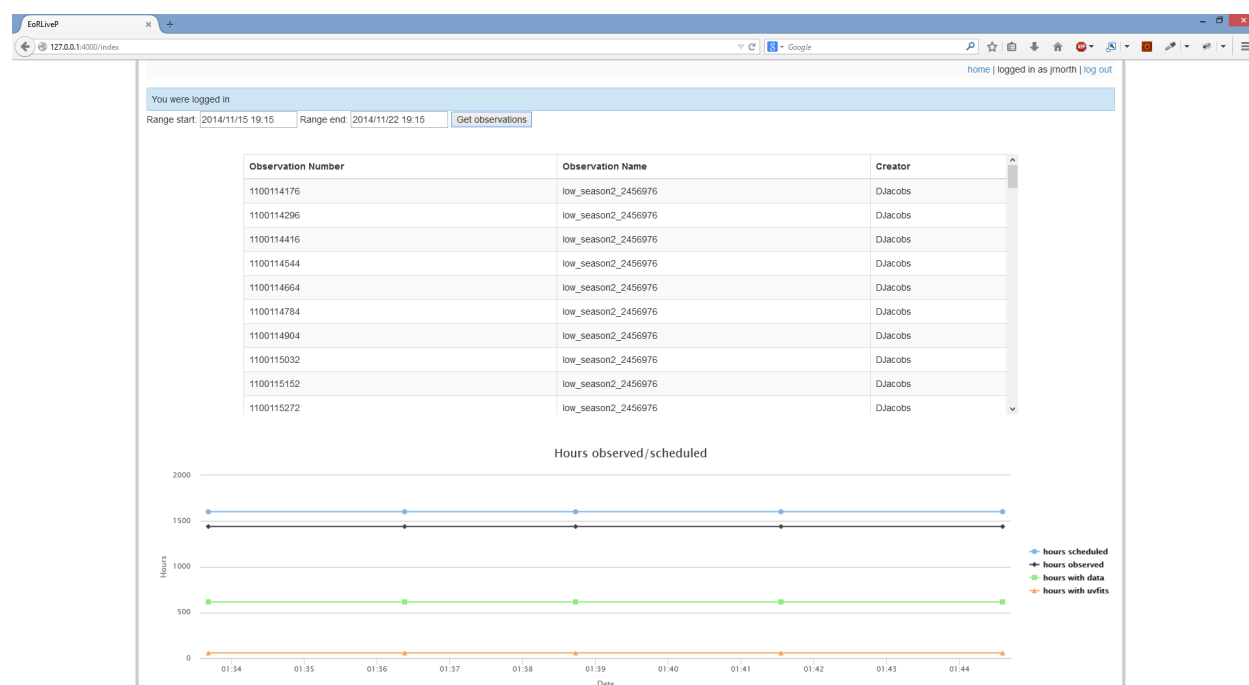 EoRLiveP
127.0.0.1:4000/index
Google
home | logged in as jrnorth | log out
You were logged in
Range start: 2014/11/15 19:15 Range end: 2014/11/22 19:15 Get observations
Observation Number Observation Name Creator
1100114176 low_season2_2456976 DJacobs
1100114296 low_season2_2456976 DJacobs
1100114416 low_season2_2456976 DJacobs
1100114544 low_season2_2456976 DJacobs
1100114664 low_season2_2456976 DJacobs
1100114784 low_season2_2456976 DJacobs
1100114904 low_season2_2456976 DJacobs
1100115032 low_season2_2456976 DJacobs
1100115152 low_season2_2456976 DJacobs
1100115272 low_season2_2456976 DJacobs
Hours observed/scheduled
2000
1500
1000
500
0
Hours
hours scheduled
hours observed
hours with data
hours with uvfits
01:34 01:35 01:36 01:37 01:38 01:39 01:40 01:41 01:42 01:43 01:44
Date